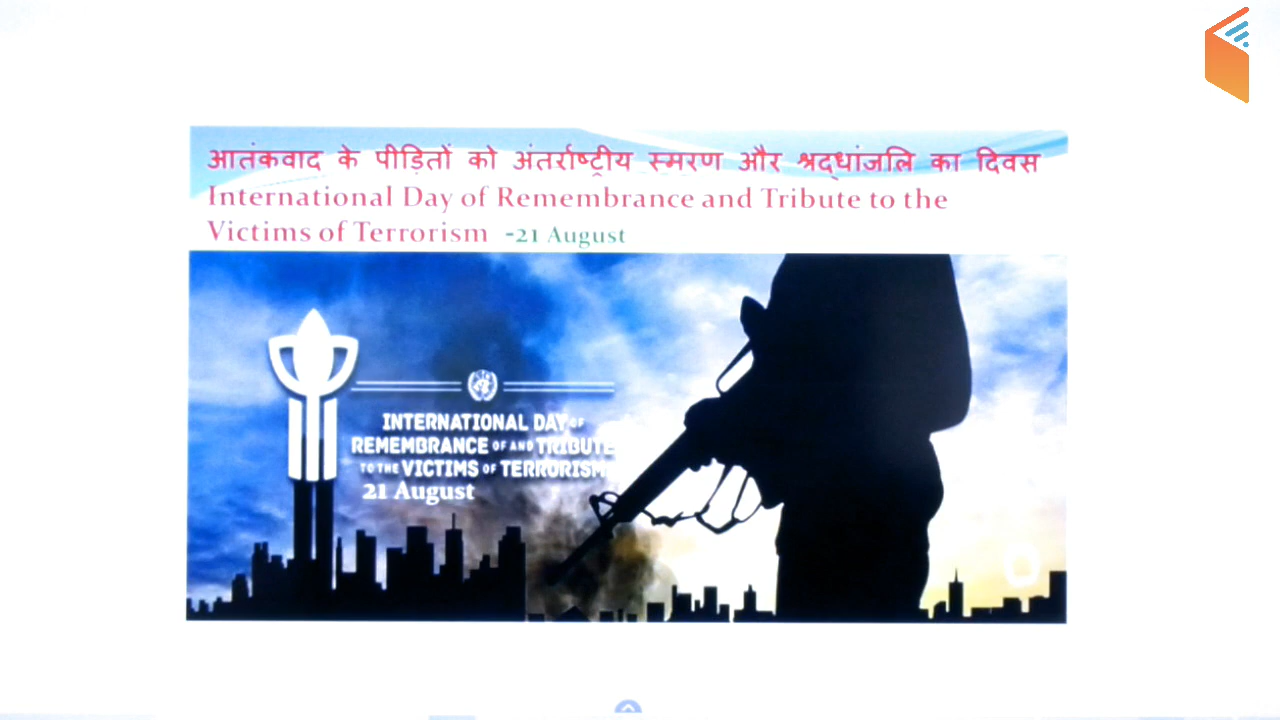 आतंकवाद के पीड़ितों को अंतर्राष्ट्रीय स्मरण और श्रद्धांजलि का दिवस
International Day of Remembrance and Tribute to the
Victims of Terrorism -21 August
INTERNATIONAL DAY OF
REMEMBRANCE OF AND TRIBUTE
TO THE VICTIMS OF TERRORISM
21 August